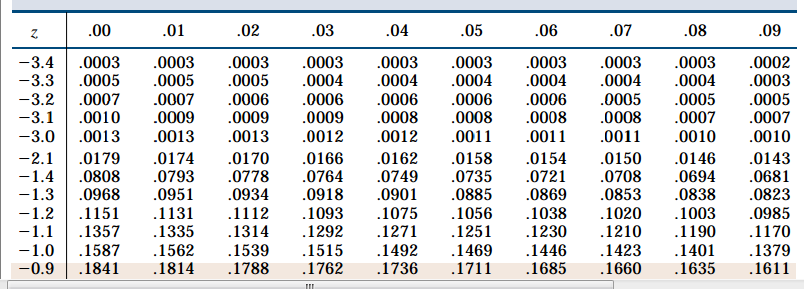 z .00 .01 .02 .03 .04 .05 .06 .07 .08 .09
−3.4 .0003 .0003 .0003 .0003 .0003 .0003 .0003 .0003 .0003 .0002
−3.3 .0005 .0005 .0005 .0004 .0004 .0004 .0004 .0004 .0004 .0003
−3.2 .0007 .0007 .0006 .0006 .0006 .0006 .0006 .0005 .0005 .0005
−3.1 .0010 .0009 .0009 .0009 .0008 .0008 .0008 .0008 .0007 .0007
−3.0 .0013 .0013 .0013 .0012 .0012 .0011 .0011 .0011 .0010 .0010
−2.1 .0179 .0174 .0170 .0166 .0162 .0158 .0154 .0150 .0146 .0143
−1.4 .0808 .0793 .0778 .0764 .0749 .0735 .0721 .0708 .0694 .0681
−1.3 .0968 .0951 .0934 .0918 .0901 .0885 .0869 .0853 .0838 .0823
−1.2 .1151 .1131 .1112 .1093 .1075 .1056 .1038 .1020 .1003 .0985
−1.1 .1357 .1335 .1314 .1292 .1271 .1251 .1230 .1210 .1190 .1170
−1.0 .1587 .1562 .1539 .1515 .1492 .1469 .1446 .1423 .1401 .1379
−0.9 .1841 .1814 .1788 .1762 .1736 .1711 .1685 .1660 .1635 .1611